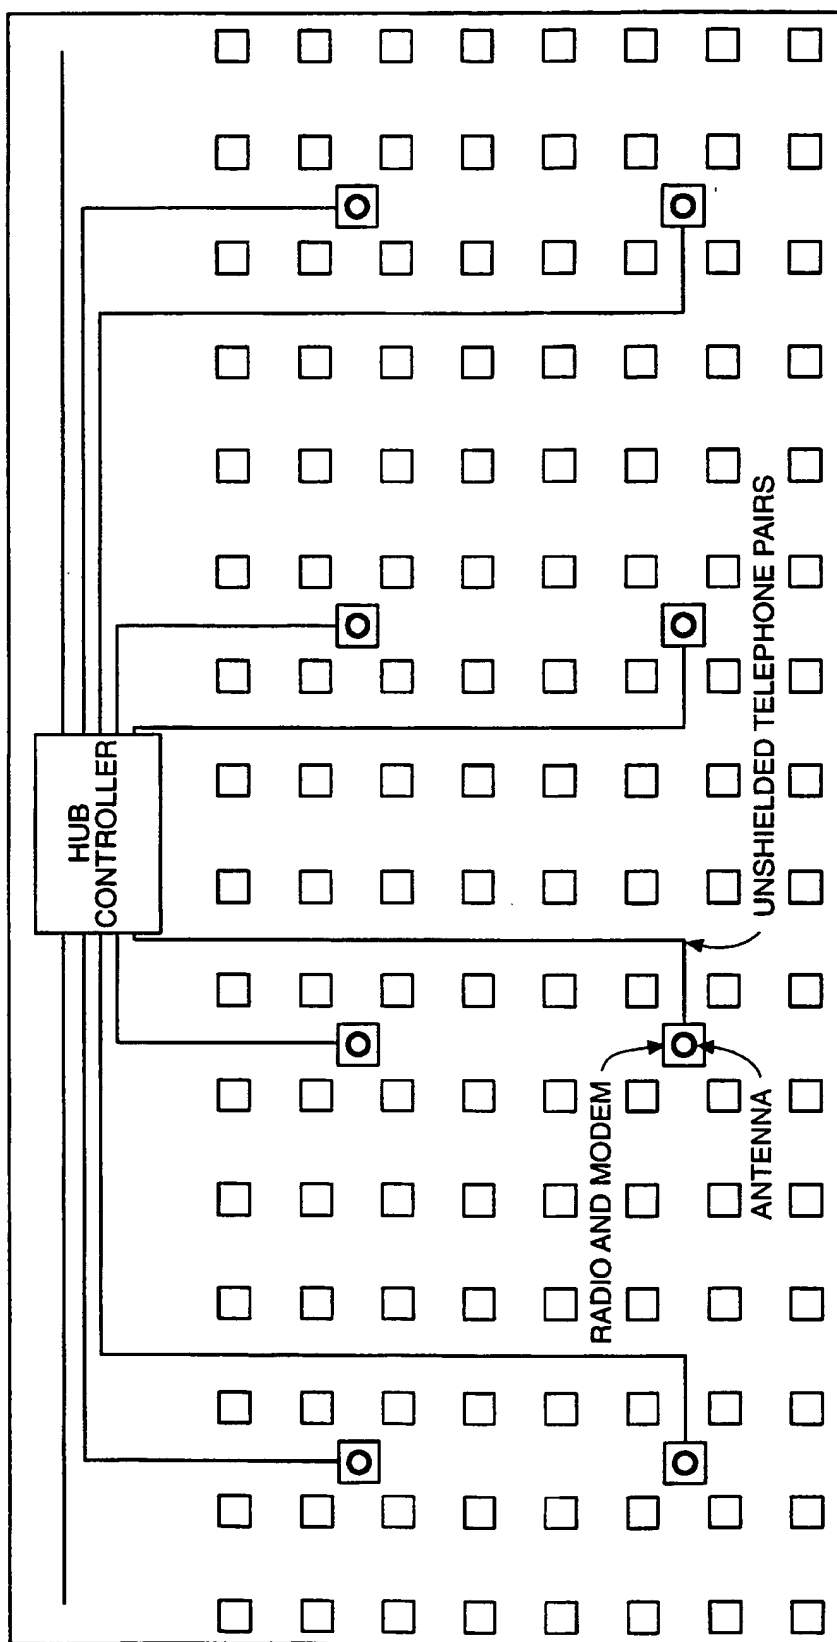 HUB
CONTROLLER
UNSHIELDED TELEPHONE PAIRS
RADIO AND MODEM
ANTENNA